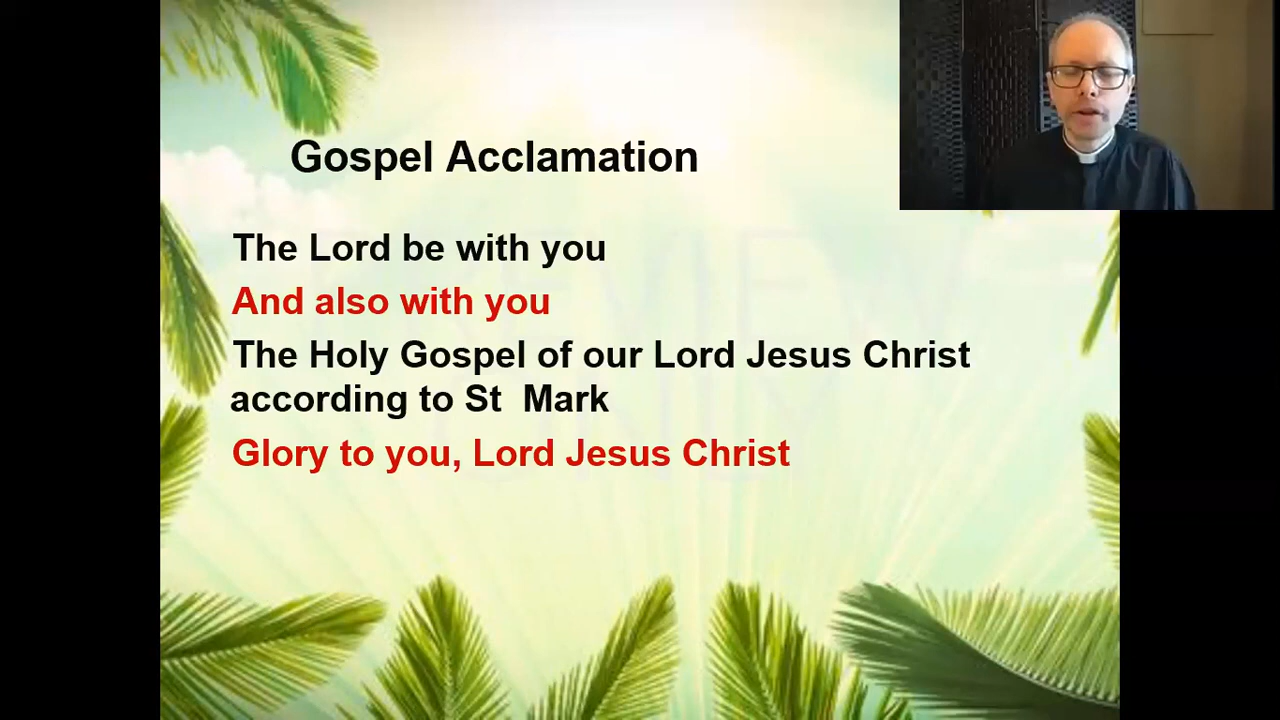 Gospel Acclamation
The Lord be with you
And also with you
The Holy Gospel of our Lord Jesus Christ
according to St  Mark
Glory to you, Lord Jesus Christ